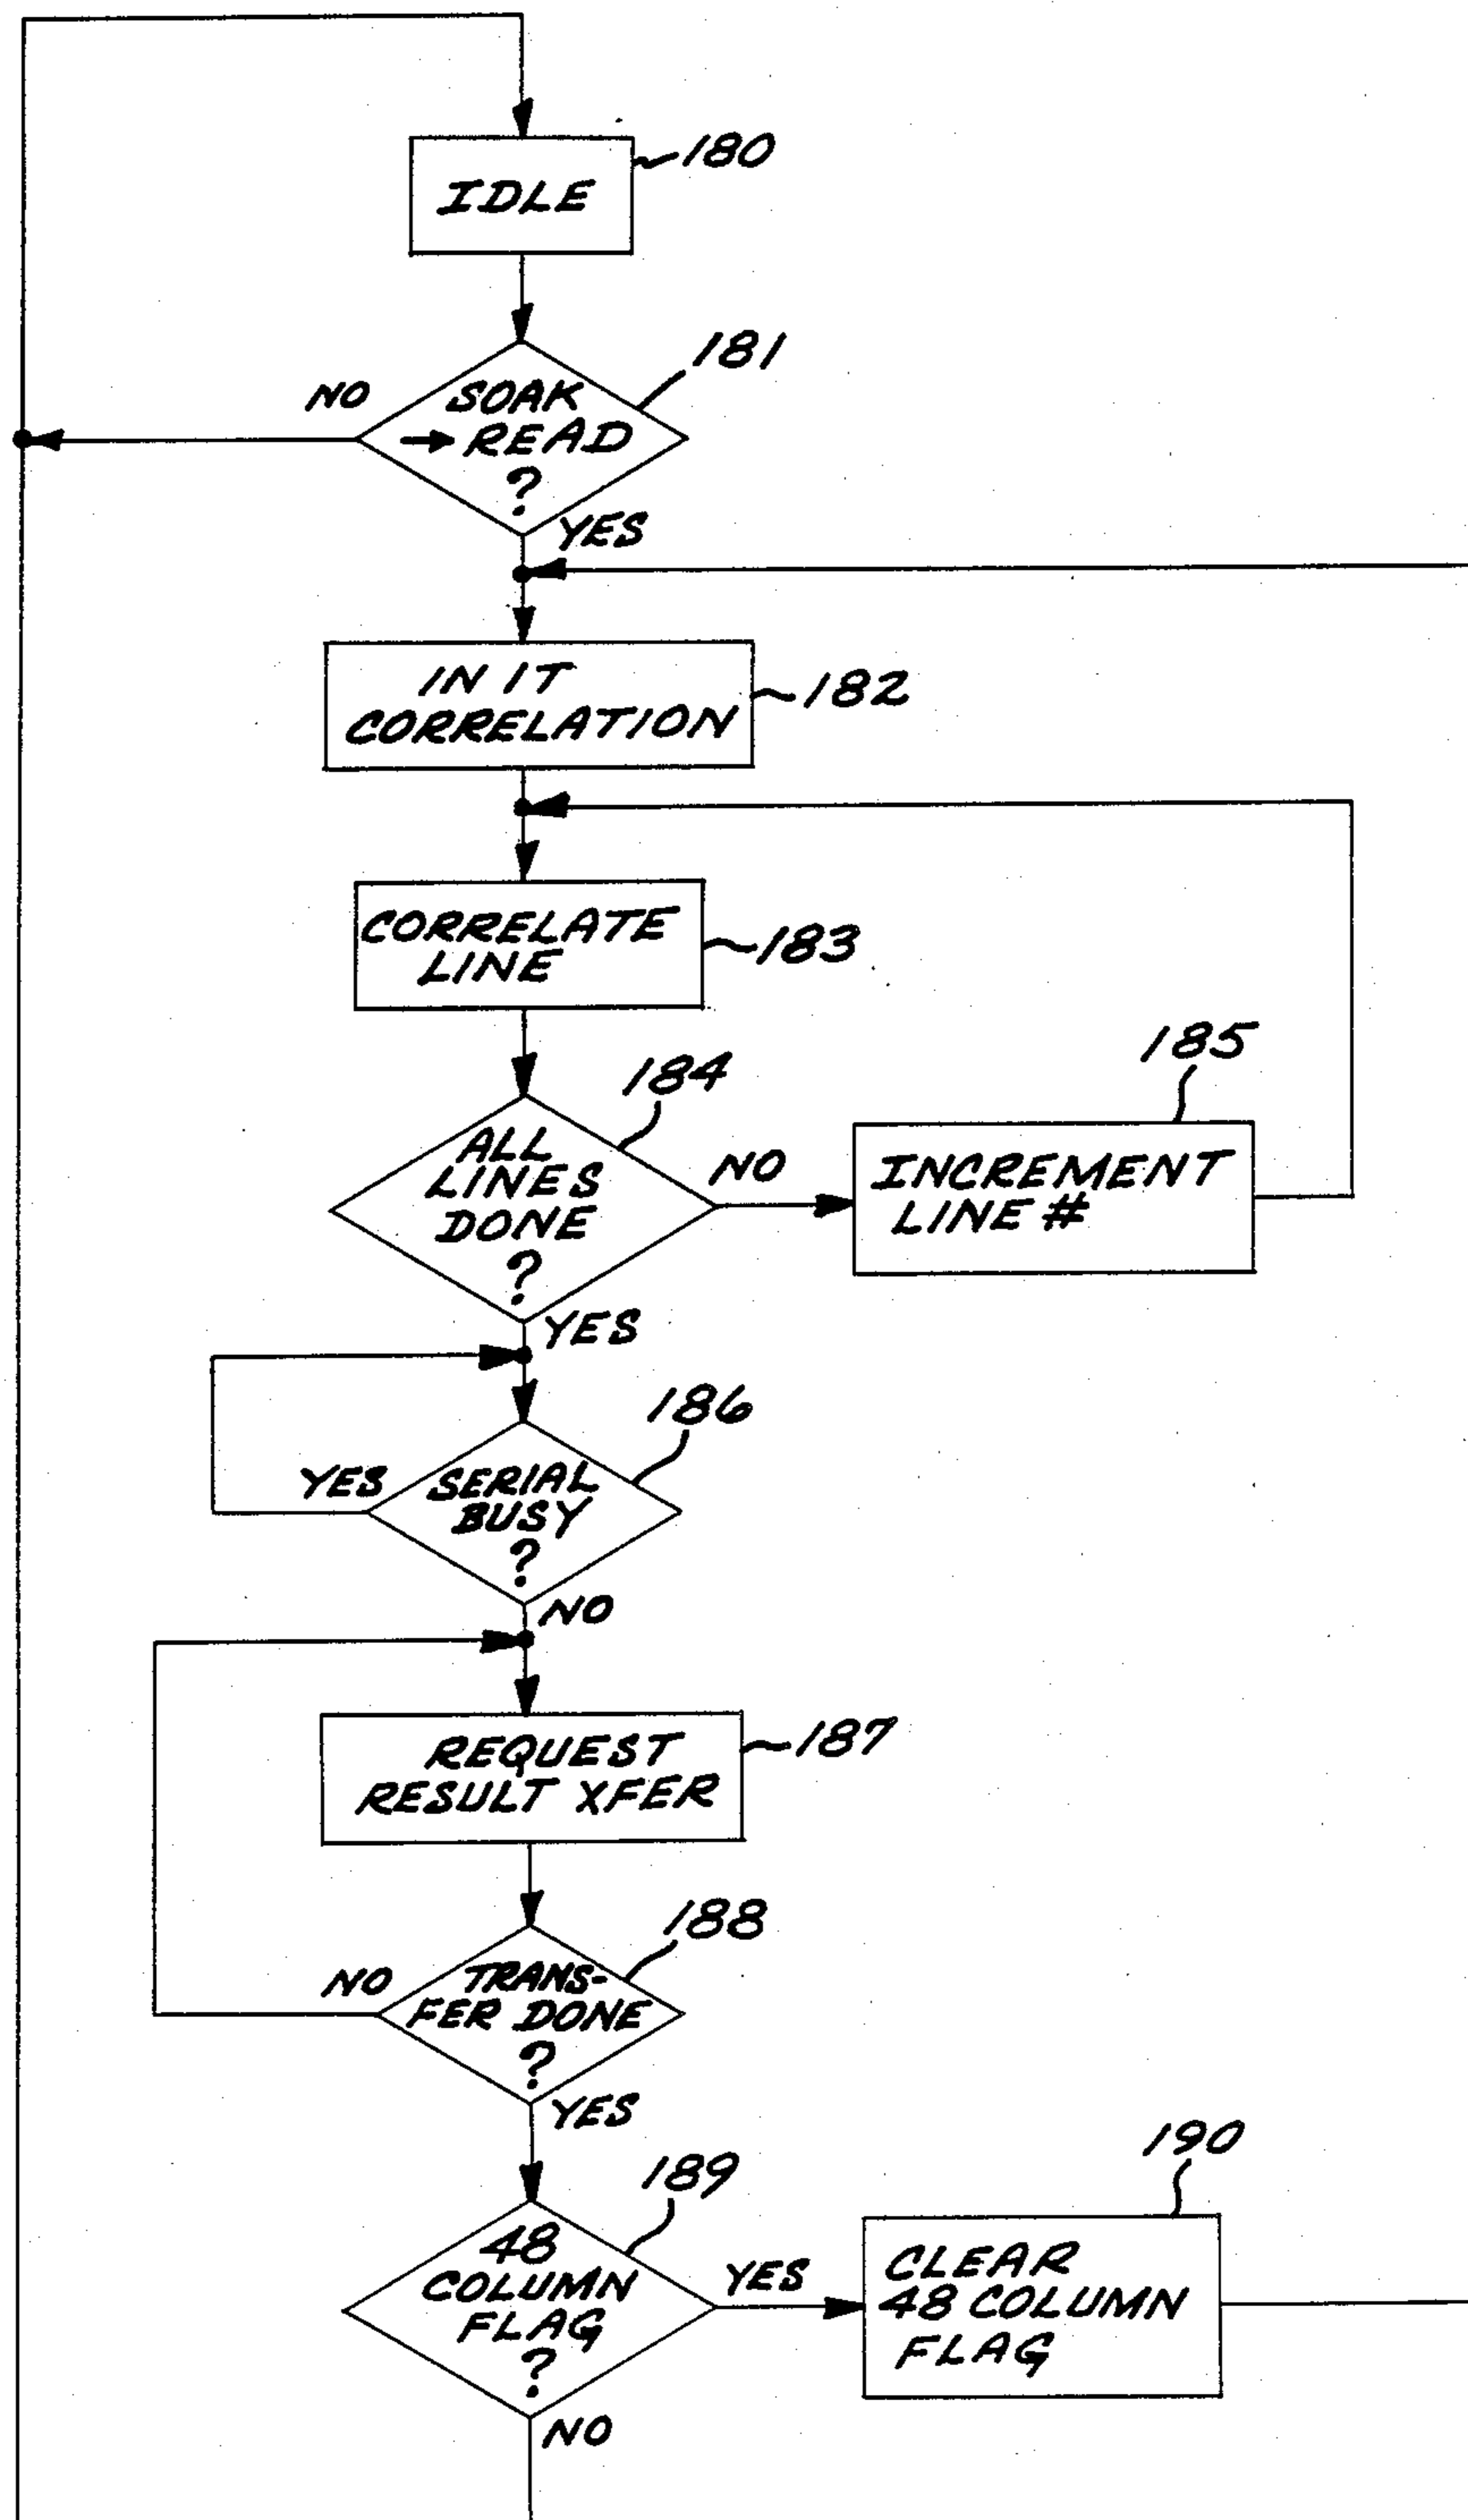 180
IDLE
181
NO
SOAK
→ READ
?
YES
IN IT
CORRELATION
182
CORRELATE
LINE
183
184
185
ALL
LINES
DONE
?
NO
INCREMENT
LINE #
YES
186
YES
SERIAL
BUSY
?
NO
REQUEST
RESULT XFER
187
188
NO
TRANS-
FER DONE
?
YES
189
190
48
COLUMN
FLAG
?
YES
CLEAR
48 COLUMN
FLAG
NO